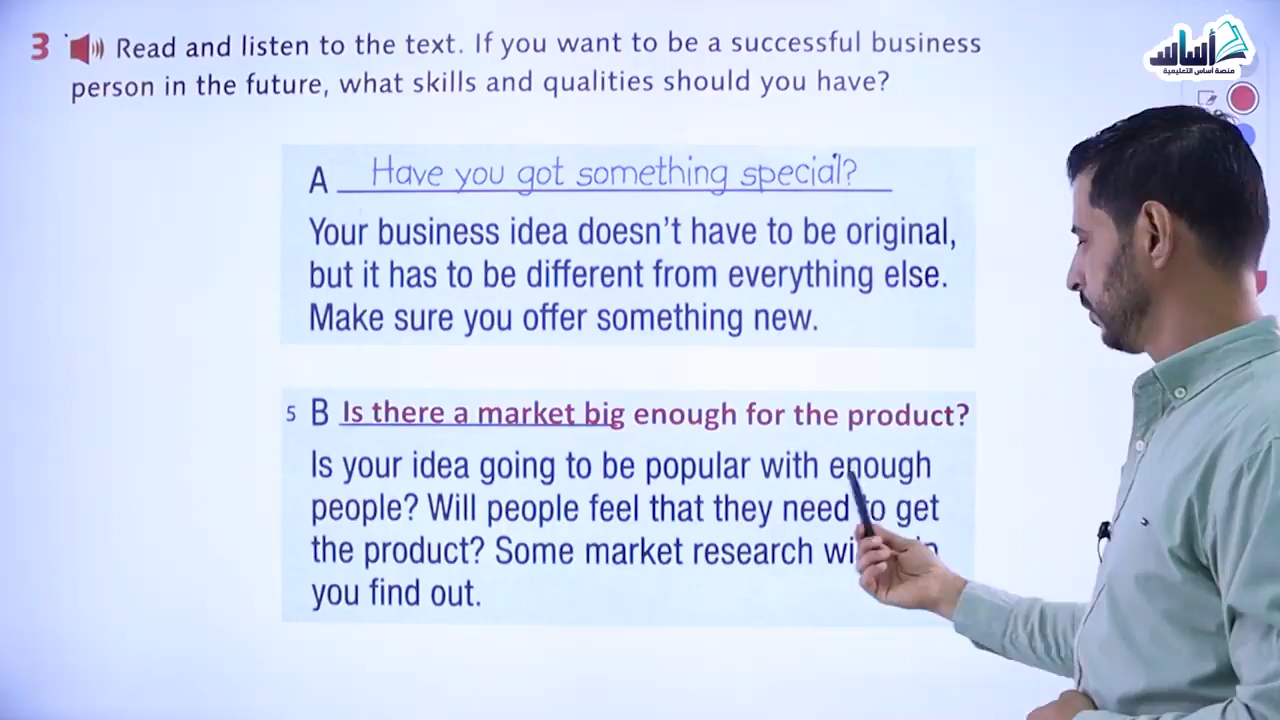 أساس
منصة أساس التعليمية
3 Read and listen to the text. If you want to be a successful business
person in the future, what skills and qualities should you have?
A Have you got something special?
Your business idea doesn't have to be original,
but it has to be different from everything else.
Make sure you offer something new.
5 B Is there a market big enough for the product?
Is your idea going to be popular with enough
people? Will people feel that they need to get
the product? Some market research
you find out.